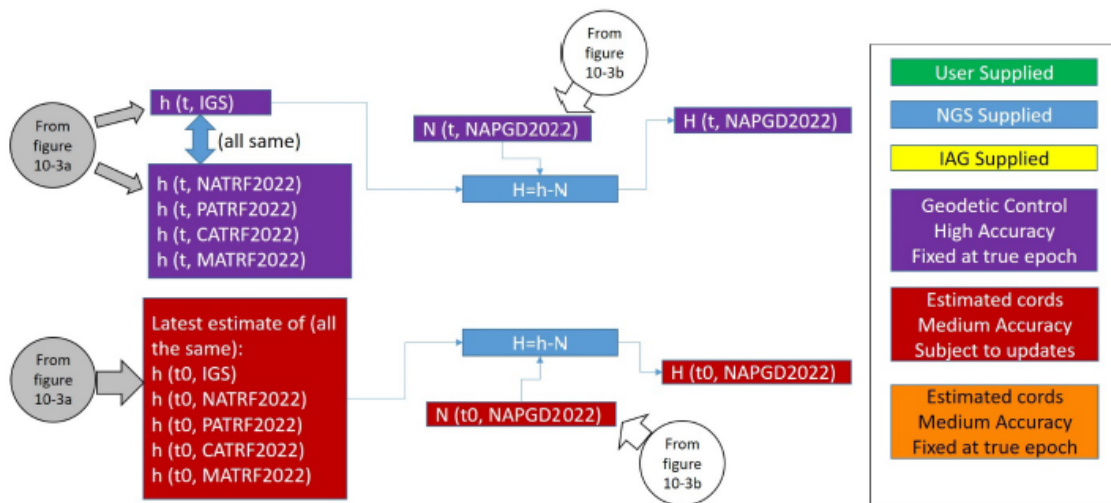 From
figure
10-3a
h (t, IGS)
(all same)
h (t, NATRF2022)
h (t, PATRF2022)
h (t, CATRF2022)
h (t, MATRF2022)
From
figure
10-3b
N (t, NAPGD2022)
H=h-N
H (t, NAPGD2022)
From
figure
10-3a
Latest estimate of (all
the same):
h (t0, IGS)
h (t0, NATRF2022)
h (t0, PATRF2022)
h (t0, CATRF2022)
h (t0, MATRF2022)
H=h-N
N (t0, NAPGD2022)
H (t0, NAPGD2022)
From
figure
10-3b
User Supplied
NGS Supplied
IAG Supplied
Geodetic Control
High Accuracy
Fixed at true epoch
Estimated cords
Medium Accuracy
Subject to updates
Estimated cords
Medium Accuracy
Fixed at true epoch